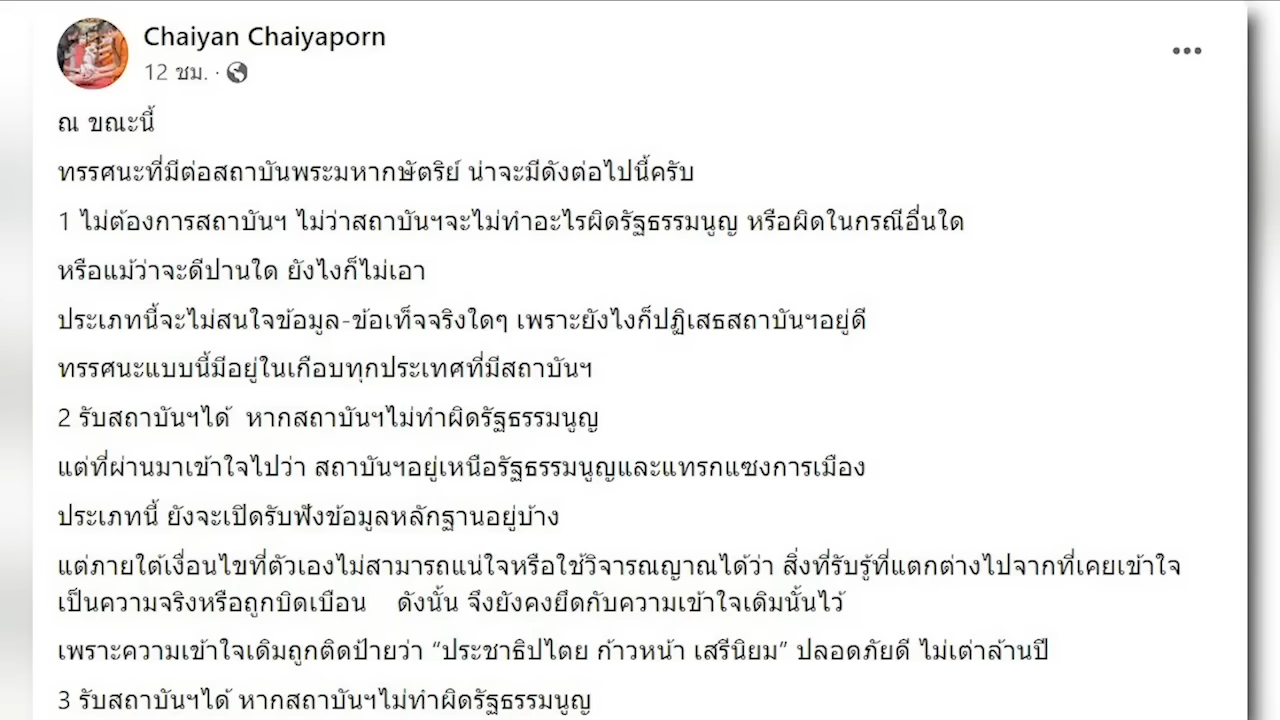 Chaiyan Chaiyaporn
12 ชม. ·
ณ ขณะนี้
ทรรศนะที่มีต่อสถาบันพระมหากษัตริย์ น่าจะมีดังต่อไปนี้ครับ
1 ไม่ต้องการสถาบันฯ ไม่ว่าสถาบันฯจะไม่ทำอะไรผิดรัฐธรรมนูญ หรือผิดในกรณีอื่นใด
หรือแม้ว่าจะดีปานใด ยังไงก็ไม่เอา
ประเภทนี้จะไม่สนใจข้อมูล-ข้อเท็จจริงใดๆ เพราะยังไงก็ปฏิเสธสถาบันฯอยู่ดี
ทรรศนะแบบนี้มีอยู่ในเกือบทุกประเทศที่มีสถาบันฯ
2 รับสถาบันฯได้ หากสถาบันฯไม่ทำผิดรัฐธรรมนูญ
แต่ที่ผ่านมาเข้าใจไปว่า สถาบันฯอยู่เหนือรัฐธรรมนูญและแทรกแซงการเมือง
ประเภทนี้ ยังจะเปิดรับฟังข้อมูลหลักฐานอยู่บ้าง
แต่ภายใต้เงื่อนไขที่ตัวเองไม่สามารถแน่ใจหรือใช้วิจารณญาณได้ว่า สิ่งที่รับรู้ที่แตกต่างไปจากที่เคยเข้าใจ
เป็นความจริงหรือถูกบิดเบือน ดังนั้น จึงยังคงยึดกับความเข้าใจเดิมนั้นไว้
เพราะความเข้าใจเดิมถูกติดป้ายว่า “ประชาธิปไตย ก้าวหน้า เสรีนิยม” ปลอดภัยดี ไม่เต่าล้านปี
3 รับสถาบันฯได้ หากสถาบันฯไม่ทำผิดรัฐธรรมนูญ